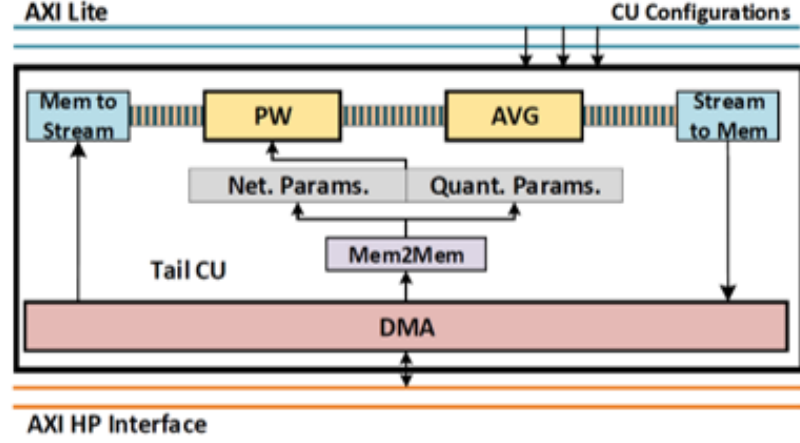 AXI Lite
CU Configurations
Mem to
Stream
PW
AVG
Stream
to Mem
Net. Params.
Quant. Params.
Mem2Mem
Tail CU
DMA
AXI HP Interface